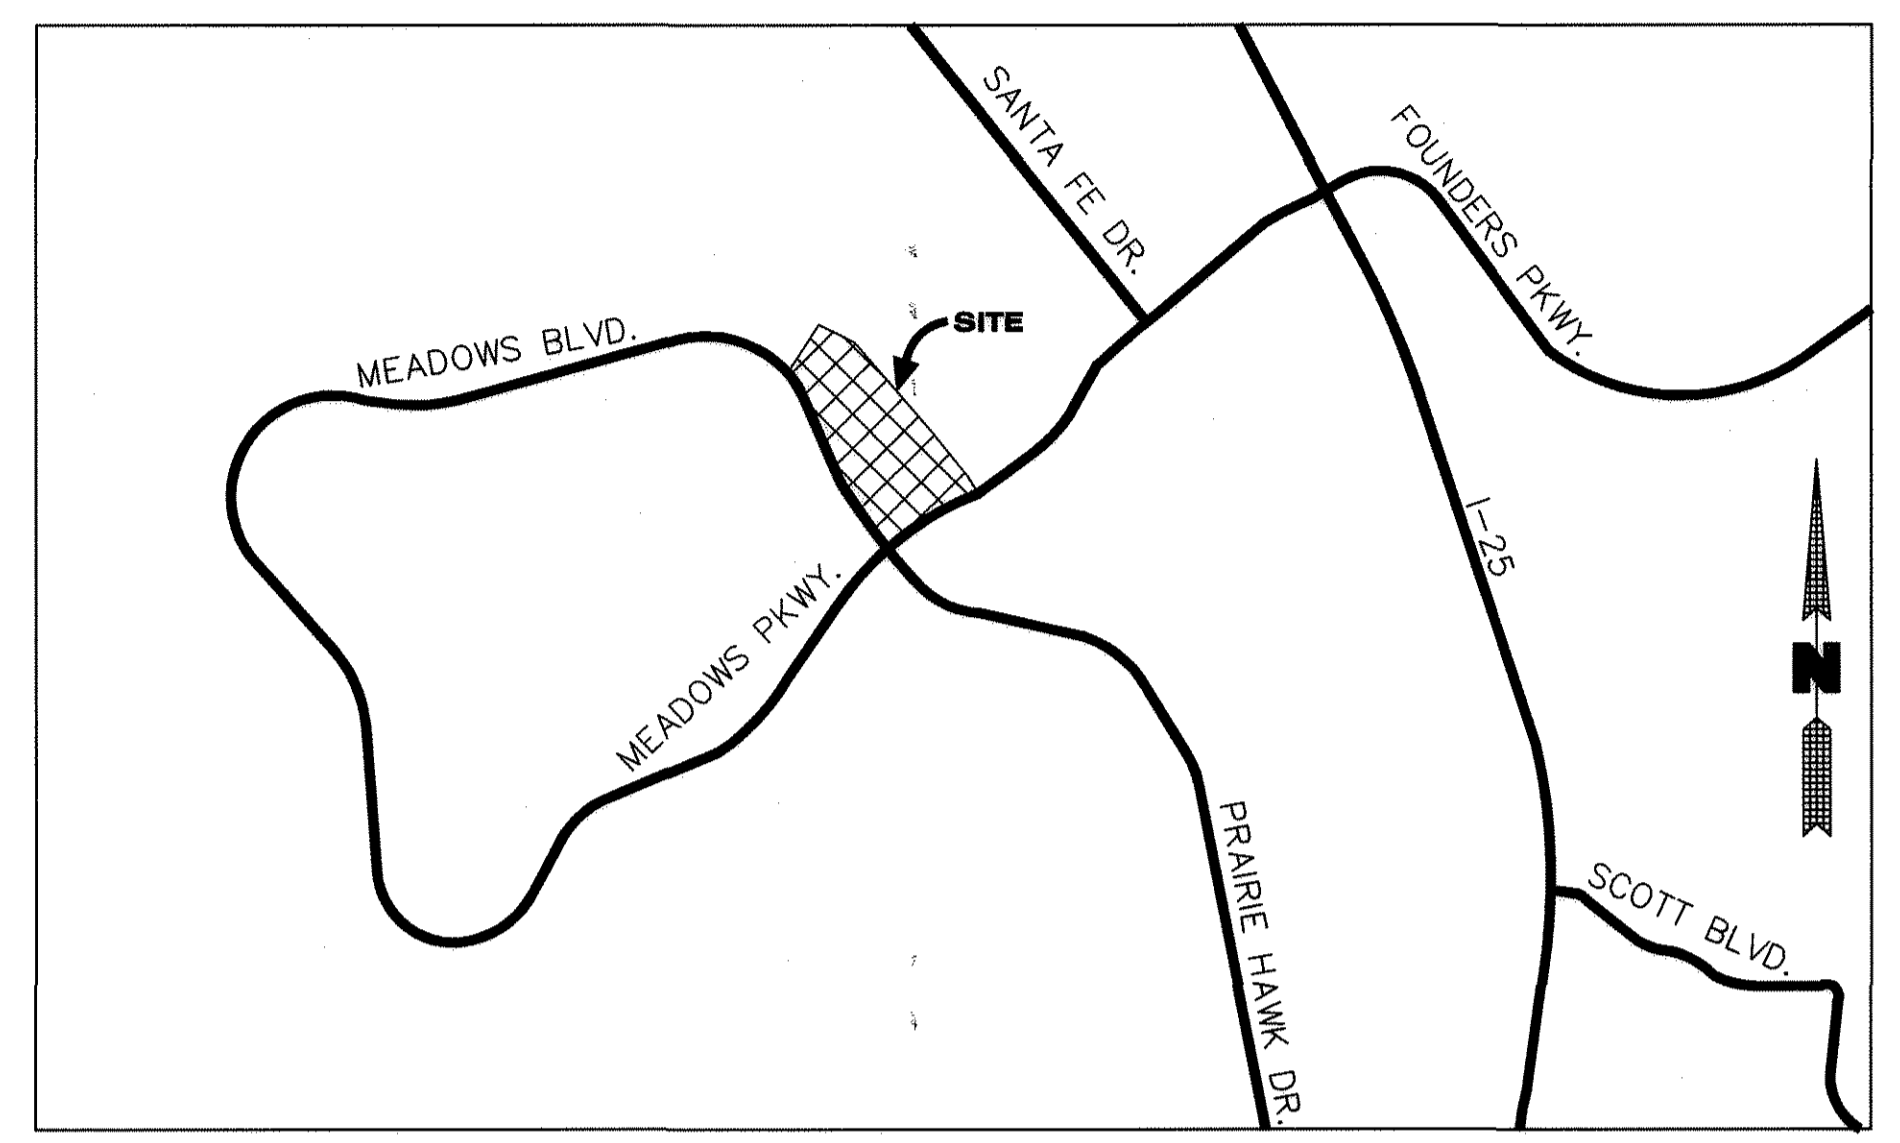 SANTA FE DR.
FOUNDERS PKWY.
SITE
MEADOWS BLVD.
I-25
MEADOWS PKWY.
N
PRAIRIE HAWK DR.
SCOTT BLVD.